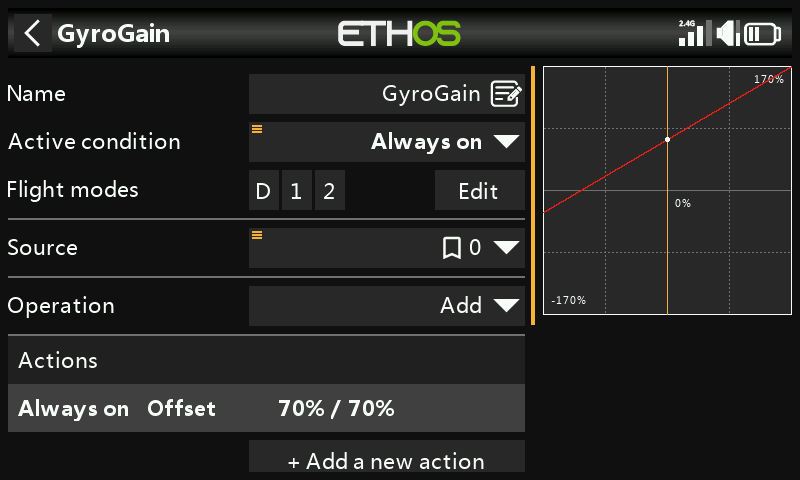 GyroGain
ETHOS
2.4G
Name
GyroGain
Active condition
Always on
Flight modes
D 1 2
Edit
Source
0
Operation
Add
Actions
Always on Offset 70% / 70%
+ Add a new action
170%
0%
-170%